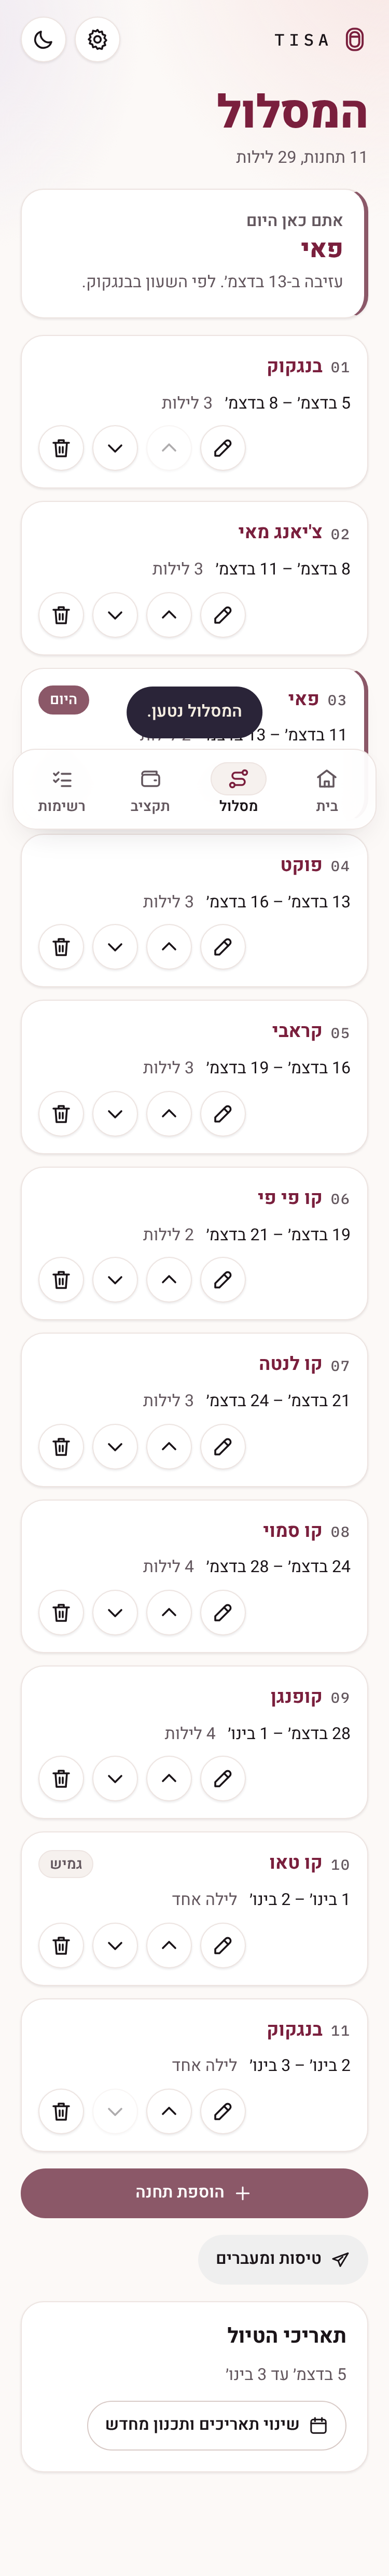 TISA
המסלול
11 תחנות, 29 לילות
אתם כאן היום
פאי
עזיבה ב-13 בדצמ׳. לפי השעון בבנגקוק.
01 בנגקוק
5 בדצמ׳ – 8 בדצמ׳ 3 לילות
02 צ'יאנג מאי
8 בדצמ׳ – 11 בדצמ׳ 3 לילות
03 פאי
היום
המסלול נטען.
11 בדצמ׳ – 13 בדצמ׳ 2 לילות
בית
מסלול
תקציב
רשימות
04 פוקט
13 בדצמ׳ – 16 בדצמ׳ 3 לילות
05 קראבי
16 בדצמ׳ – 19 בדצמ׳ 3 לילות
06 קו פי פי
19 בדצמ׳ – 21 בדצמ׳ 2 לילות
07 קו לנטה
21 בדצמ׳ – 24 בדצמ׳ 3 לילות
08 קו סמוי
24 בדצמ׳ – 28 בדצמ׳ 4 לילות
09 קופנגן
28 בדצמ׳ – 1 בינו׳ 4 לילות
10 קו טאו
גמיש
1 בינו׳ – 2 בינו׳ לילה אחד
11 בנגקוק
2 בינו׳ – 3 בינו׳ לילה אחד
הוספת תחנה
טיסות ומעברים
תאריכי הטיול
5 בדצמ׳ עד 3 בינו׳
שינוי תאריכים ותכנון מחדש